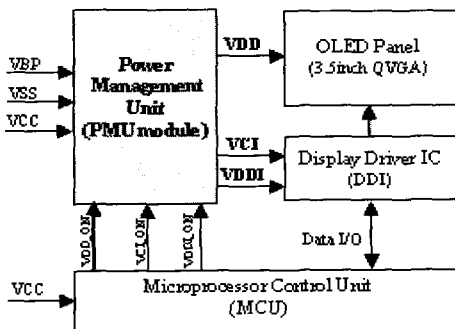 VDD
OLED Panel
(3.5inch QVGA)
VBP
VSS
VCC
Power
Management
Unit
(PMU module)
VCI
VDDI
Display Driver IC
(DDI)
VDD_ON
VCI_ON
VDDI_ON
Data I/O
VCC
Microprocessor Control Unit
(MCU)